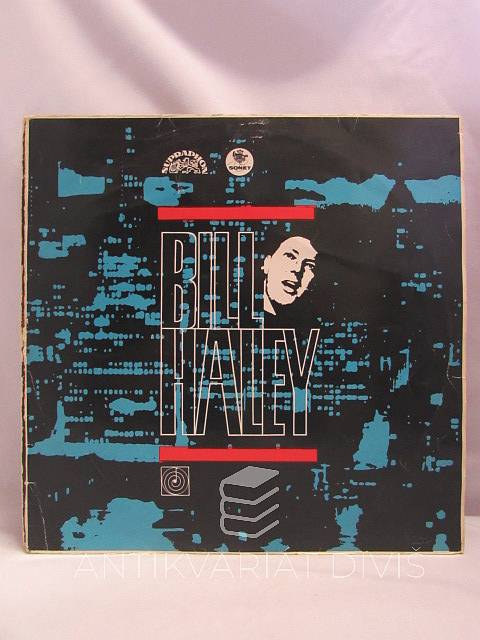 SUPRAPHON
SONET
BILL
HALEY
ANTIKVARIÁT DIVIŠ